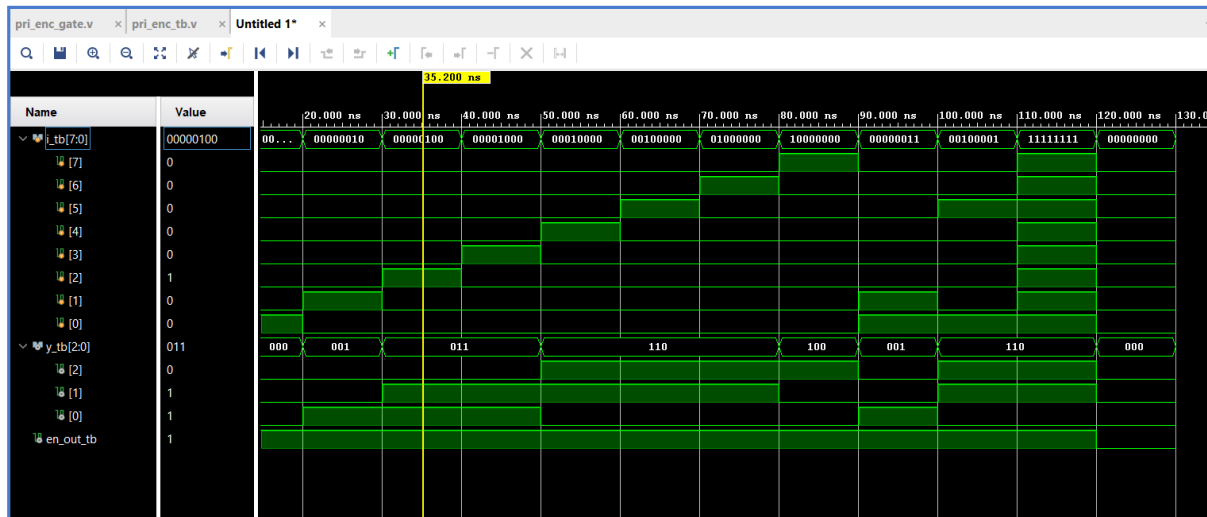 pri_enc_gate.v × pri_enc_tb.v × Untitled 1* ×
35.200 ns
Name Value
20.000 ns 30.000 ns 40.000 ns 50.000 ns 60.000 ns 70.000 ns 80.000 ns 90.000 ns 100.000 ns 110.000 ns 120.000 ns 130.0
i_tb[7:0] 00000100 00... 00000010 00000100 00001000 00010000 00100000 01000000 10000000 00000011 00100001 11111111 00000000
[7] 0
[6] 0
[5] 0
[4] 0
[3] 0
[2] 1
[1] 0
[0] 0
y_tb[2:0] 011 000 001 011 110 100 001 110 000
[2] 0
[1] 1
[0] 1
en_out_tb 1